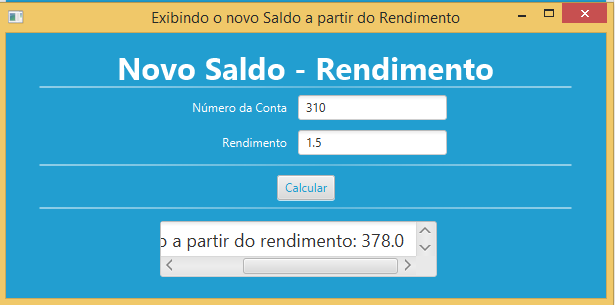 Exibindo o novo Saldo a partir do Rendimento
Novo Saldo - Rendimento
Número da Conta 310
Rendimento 1.5
Calcular
a partir do rendimento: 378.0